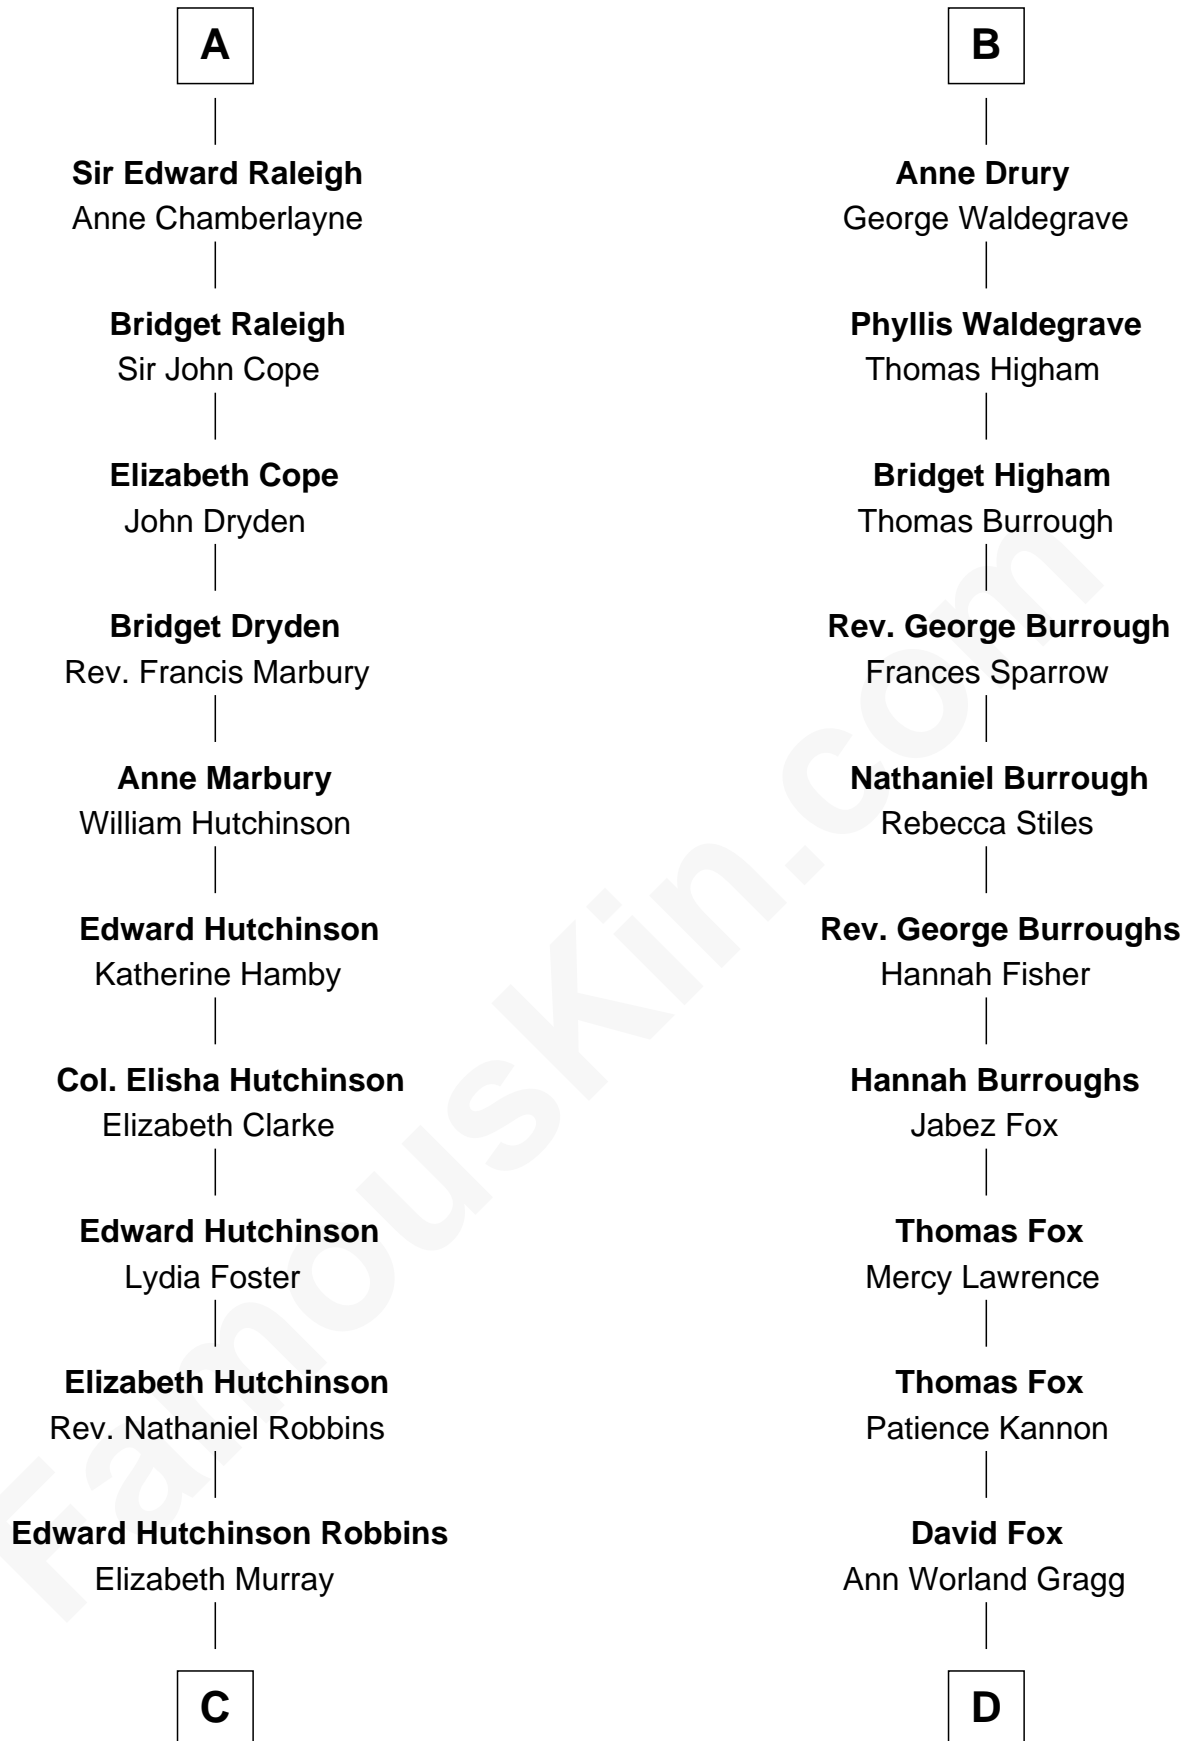 A
Sir Edward Raleigh
Anne Chamberlayne
Bridget Raleigh
Sir John Cope
Elizabeth Cope
John Dryden
Bridget Dryden
Rev. Francis Marbury
Anne Marbury
William Hutchinson
Edward Hutchinson
Katherine Hamby
Col. Elisha Hutchinson
Elizabeth Clarke
Edward Hutchinson
Lydia Foster
Elizabeth Hutchinson
Rev. Nathaniel Robbins
Edward Hutchinson Robbins
Elizabeth Murray
C
B
Anne Drury
George Waldegrave
Phyllis Waldegrave
Thomas Higham
Bridget Higham
Thomas Burrough
Rev. George Burrough
Frances Sparrow
Nathaniel Burrough
Rebecca Stiles
Rev. George Burroughs
Hannah Fisher
Hannah Burroughs
Jabez Fox
Thomas Fox
Mercy Lawrence
Thomas Fox
Patience Kannon
David Fox
Ann Worland Gragg
D
FamousKin.com